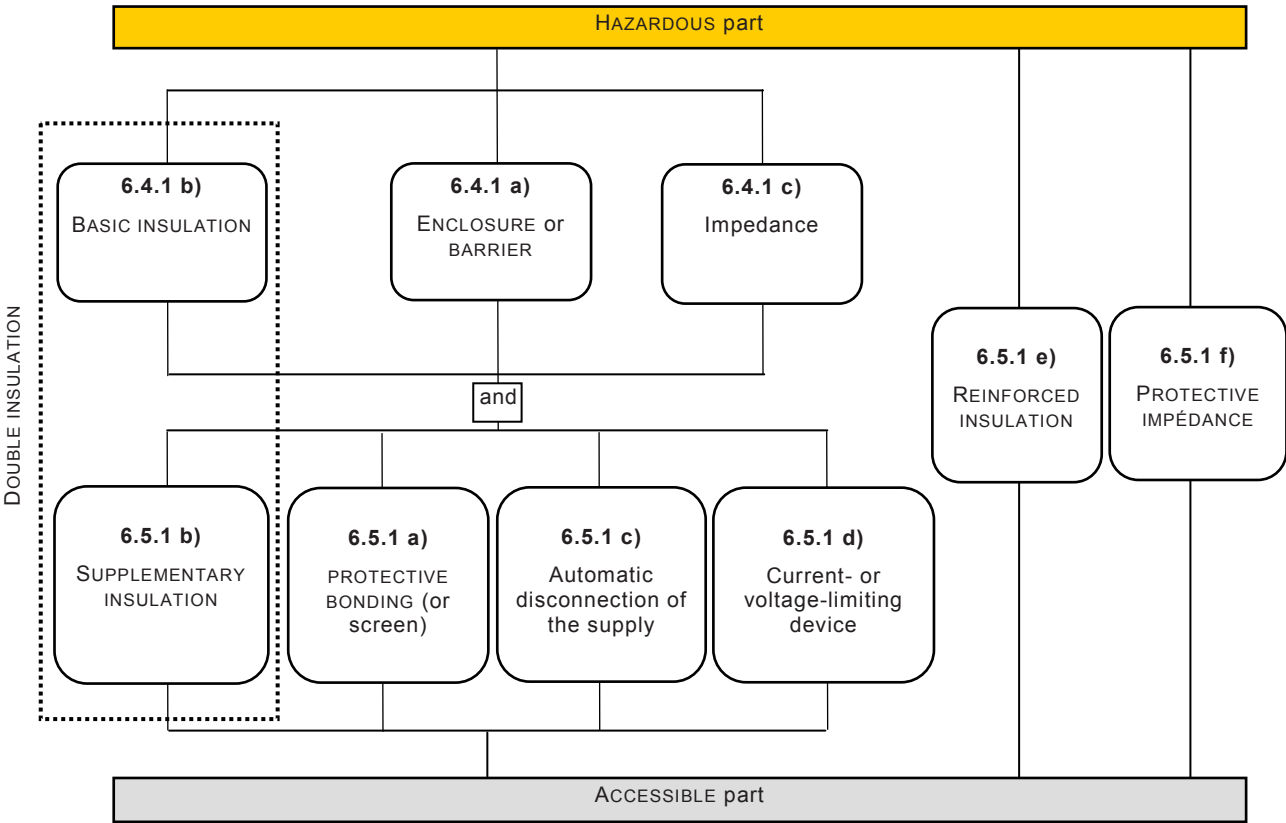 HAZARDOUS part
6.4.1 b)
BASIC INSULATION
6.4.1 a)
ENCLOSURE or
BARRIER
6.4.1 c)
Impedance
DOUBLE INSULATION
6.5.1 e)
REINFORCED
INSULATION
6.5.1 f)
PROTECTIVE
IMPÉDANCE
and
6.5.1 b)
SUPPLEMENTARY
INSULATION
6.5.1 a)
PROTECTIVE
BONDING (or
screen)
6.5.1 c)
Automatic
disconnection of
the supply
6.5.1 d)
Current- or
voltage-limiting
device
ACCESSIBLE part